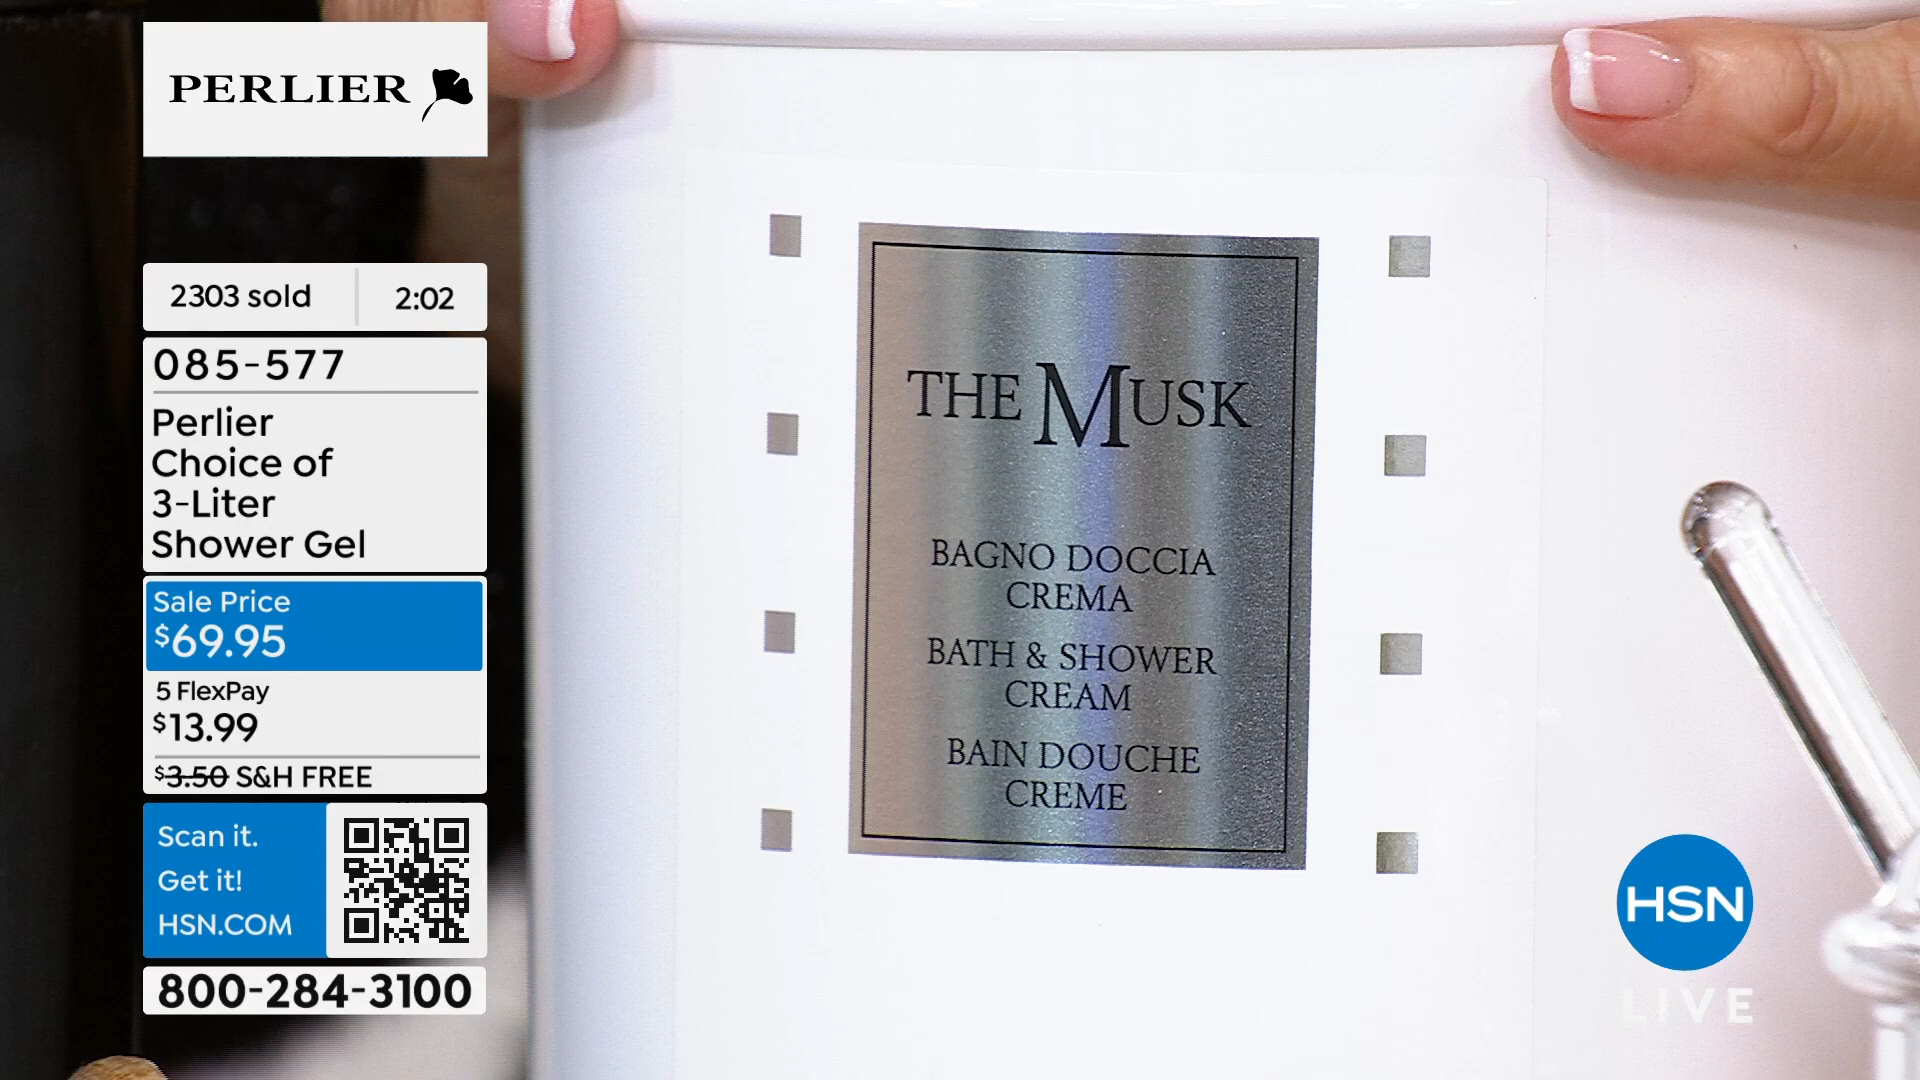 PERLIER
2303 sold
2:02
085-577
Perlier
Choice of
3-Liter
Shower Gel
Sale Price
$69.95
5 FlexPay
$13.99
$3.50 S&H FREE
Scan it.
Get it!
HSN.COM
800-284-3100
THE MUSK
BAGNO DOCCIA
CREMA
BATH & SHOWER
CREAM
BAIN DOUCHE
CREME
HSN
LIVE